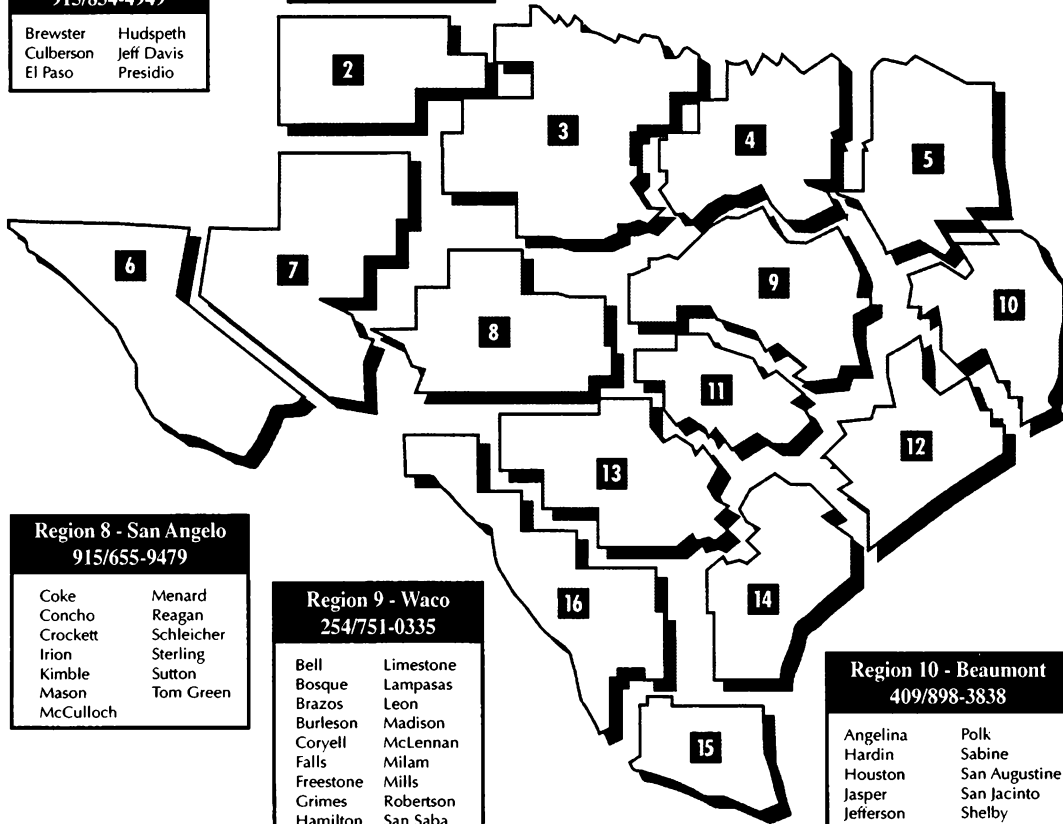 915/834-4949
Brewster Hudspeth
Culberson Jeff Davis
El Paso Presidio
2
3
4
5
6
7
8
9
10
11
12
13
14
15
16
Region 8 - San Angelo
915/655-9479
Coke Menard
Concho Reagan
Crockett Schleicher
Irion Sterling
Kimble Sutton
Mason Tom Green
McCulloch
Region 9 - Waco
254/751-0335
Bell Limestone
Bosque Lampasas
Brazos Leon
Burleson Madison
Coryell McLennan
Falls Milam
Freestone Mills
Grimes Robertson
Hamilton San Saba
Region 10 - Beaumont
409/898-3838
Angelina Polk
Hardin Sabine
Houston San Augustine
Jasper San Jacinto
Jefferson Shelby